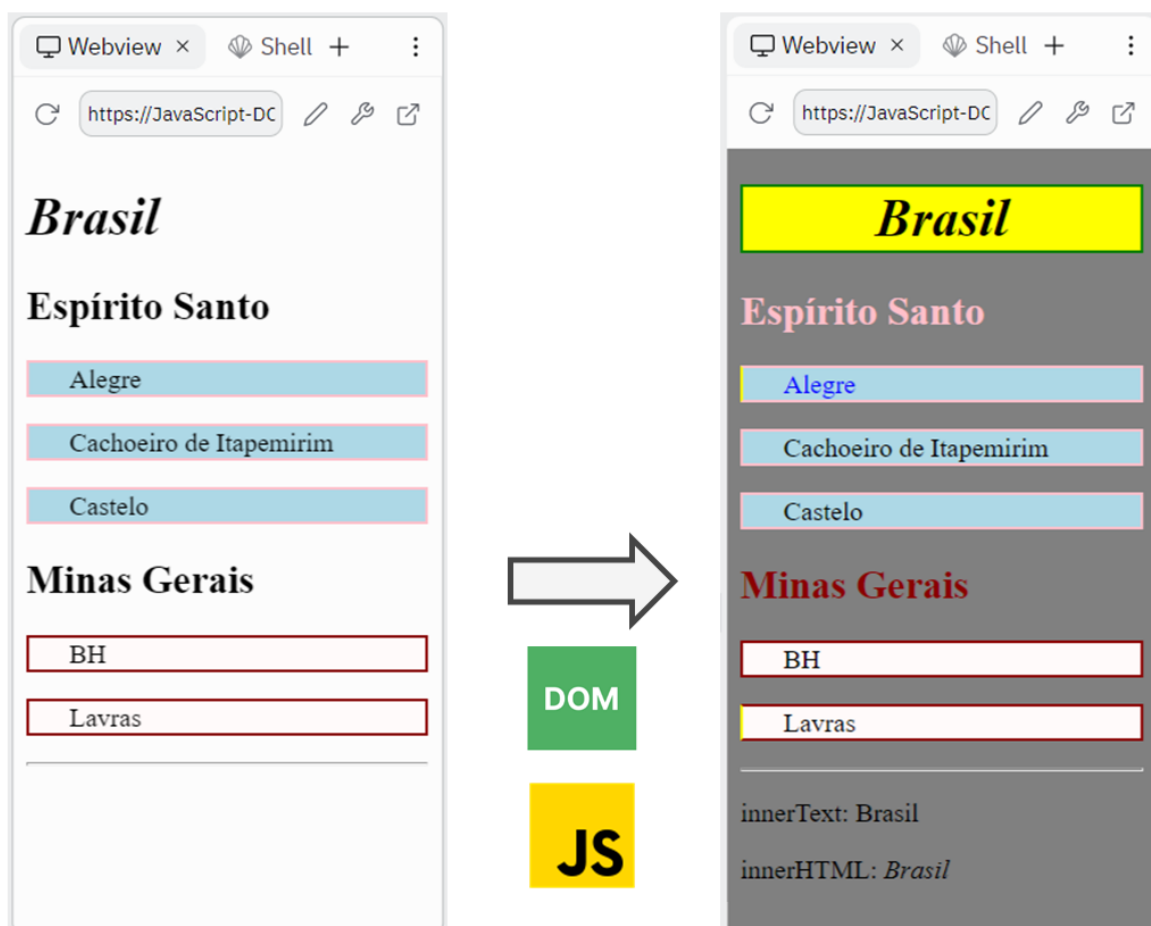 Webview × Shell +
https://JavaScript-DC
Brasil
Espírito Santo
Alegre
Cachoeiro de Itapemirim
Castelo
Minas Gerais
BH
Lavras
DOM
JS
Webview × Shell +
https://JavaScript-DC
Brasil
Espírito Santo
Alegre
Cachoeiro de Itapemirim
Castelo
Minas Gerais
BH
Lavras
innerText: Brasil
innerHTML: Brasil